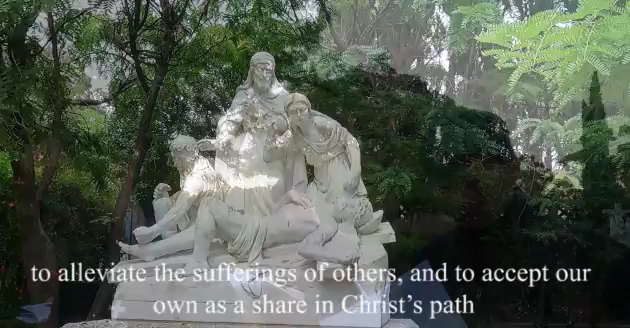 to alleviate the sufferings of others, and to accept our
own as a share in Christ’s path